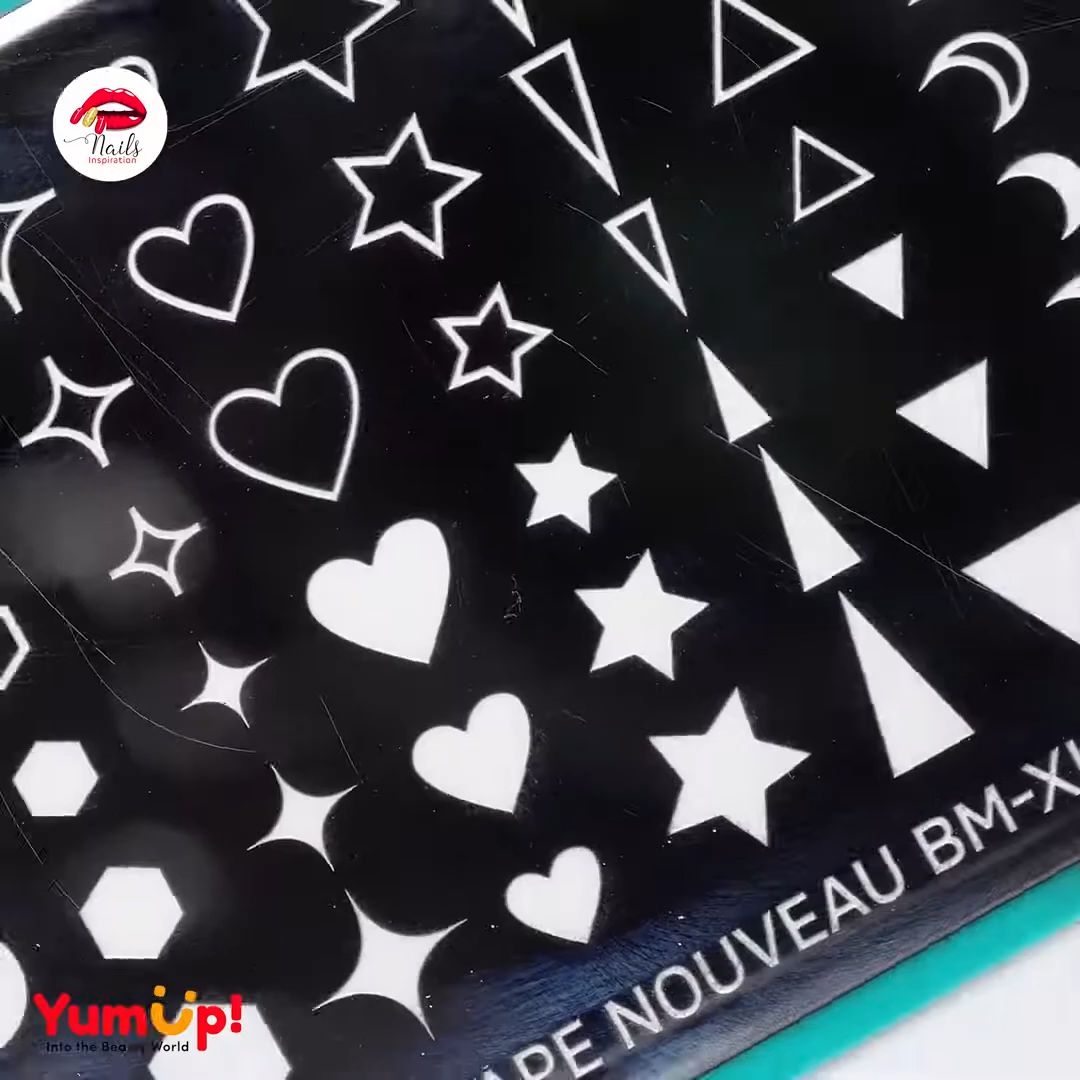 Nails
Inspiration
APE NOUVEAU BM-X
YumUp!
Into the Beauty World